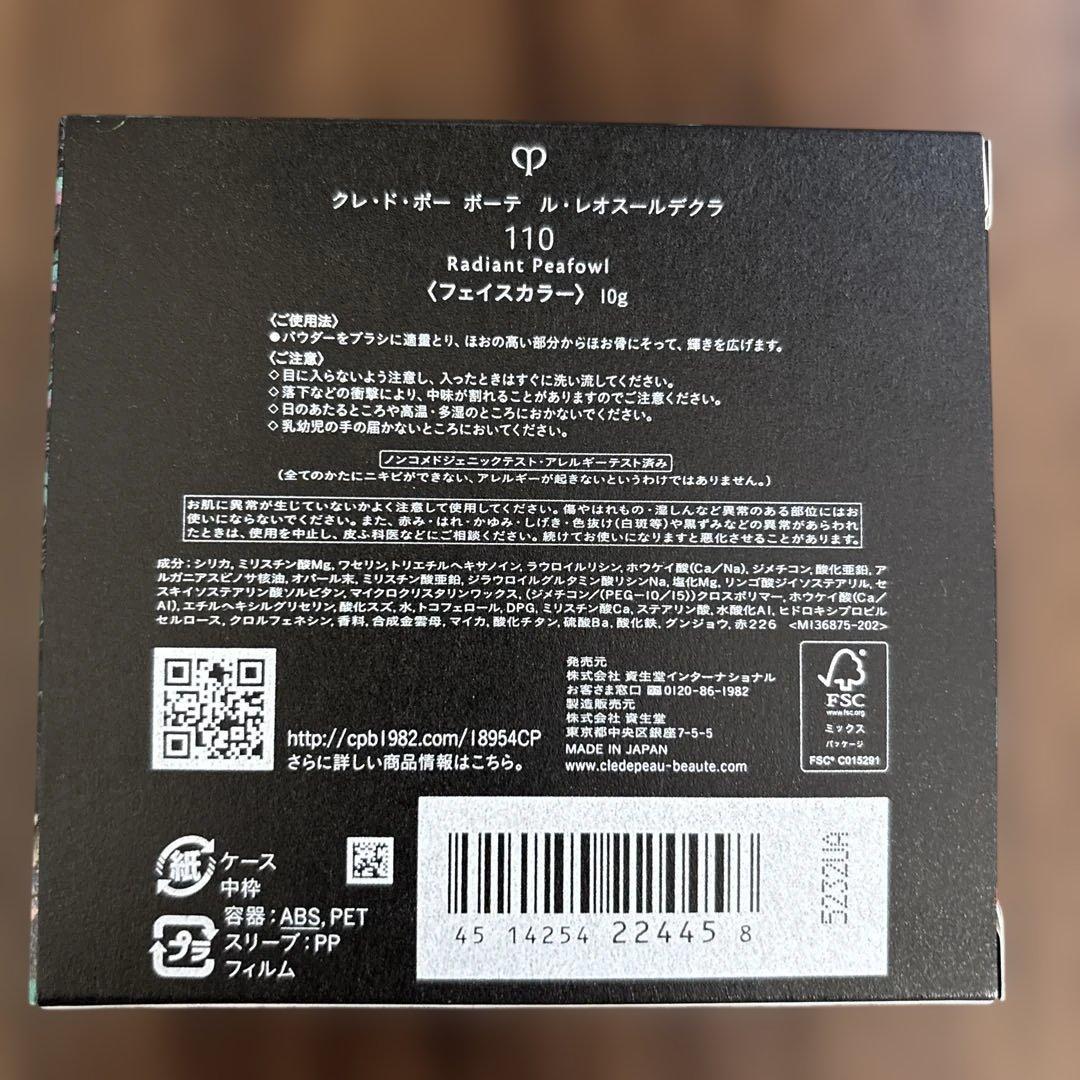 クレ・ド・ポー ボーテ ル・レオスールデクラ
110
Radiant Peafowl
〈フェイスカラー〉 10g
〈ご使用法〉
●パウダーをブラシに適量とり、ほおの高い部分からほお骨にそって、輝きを広げます。
〈ご注意〉
◇目に入らないよう注意し、入ったときはすぐに洗い流してください。
◇落下などの衝撃により、中味が割れることがありますのでご注意ください。
◇日のあたるところや高温・多湿のところにおかないでください。
◇乳幼児の手の届かないところにおいてください。
ノンコメドジェニックテスト・アレルギーテスト済み
(全てのかたにニキビができない、アレルギーが起きないというわけではありません。)
お肌に異常が生じていないかよく注意して使用してください。傷やはれもの・湿しんなど異常のある部位にはお
使いにならないでください。また、赤み・はれ・かゆみ・しげき・色抜け(白斑等)や黒ずみなどの異常があらわれ
たときは、使用を中止し、皮ふ科医などにご相談ください。続けてお使いになりますと悪化させることがあります。
成分:シリカ,ミリスチン酸Mg,ワセリン,トリエチルヘキサノイン,ラウロイルリシン,ホウケイ酸(Ca/Na),ジメチコン,酸化亜鉛,ア
ルガニアスピノサ核油,オパール末,ミリスチン酸亜鉛,ジラウロイルグルタミン酸リシンNa,塩化Mg,リンゴ酸ジイソステアリル,セ
スキイソステアリン酸ソルビタン,マイクロクリスタリンワックス,(ジメチコン/(PEG-10/15))クロスポリマー,ホウケイ酸(Ca/
Al),エチルヘキシルグリセリン,酸化スズ,水,トコフェロール,DPG,ミリスチン酸Ca,ステアリン酸,水酸化Al,ヒドロキシプロピル
セルロース,クロルフェネシン,香料,合成金雲母,マイカ,酸化チタン,硫酸Ba,酸化鉄,グンジョウ,赤226 <M136875-202>
http://cpb1982.com/18954CP
さらに詳しい商品情報はこちら。
発売元
株式会社 資生堂インターナショナル
お客さま窓口 0120-86-1982
製造販売元
株式会社 資生堂
東京都中央区銀座7-5-5
MADE IN JAPAN
www.cledepeau-beaute.com
FSC
www.fsc.org
ミックス
パッケージ
FSC® C015291
紙
ケース
中枠
プラ
容器:ABS,PET
スリーブ:PP
フィルム
45 14254 22445 8
5232UA